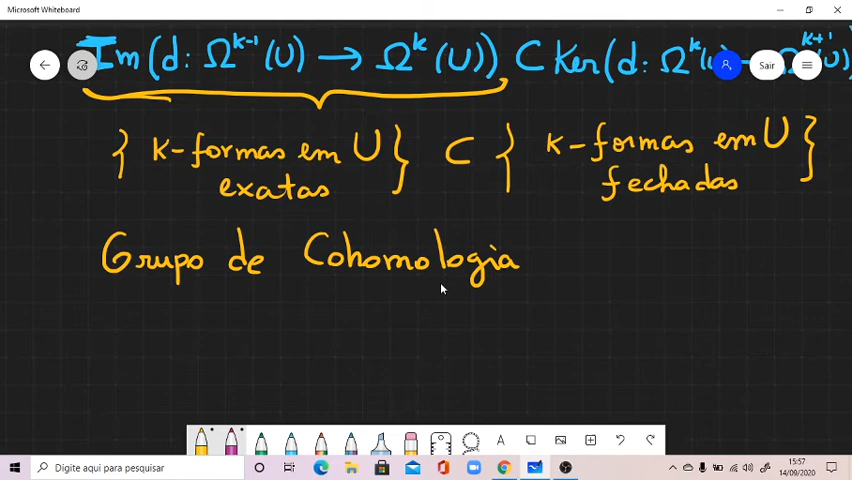 Microsoft Whiteboard
Im(d: Ω^{k-1}(U) → Ω^k(U)) ⊂ Ker(d: Ω^k(U) → Ω^{k+1}(U))
Sair
{ K-formas em U } ⊂ { K-formas em U }
exatas fechadas
Grupo de Cohomologia
Digite aqui para pesquisar
15:57
14/09/2020